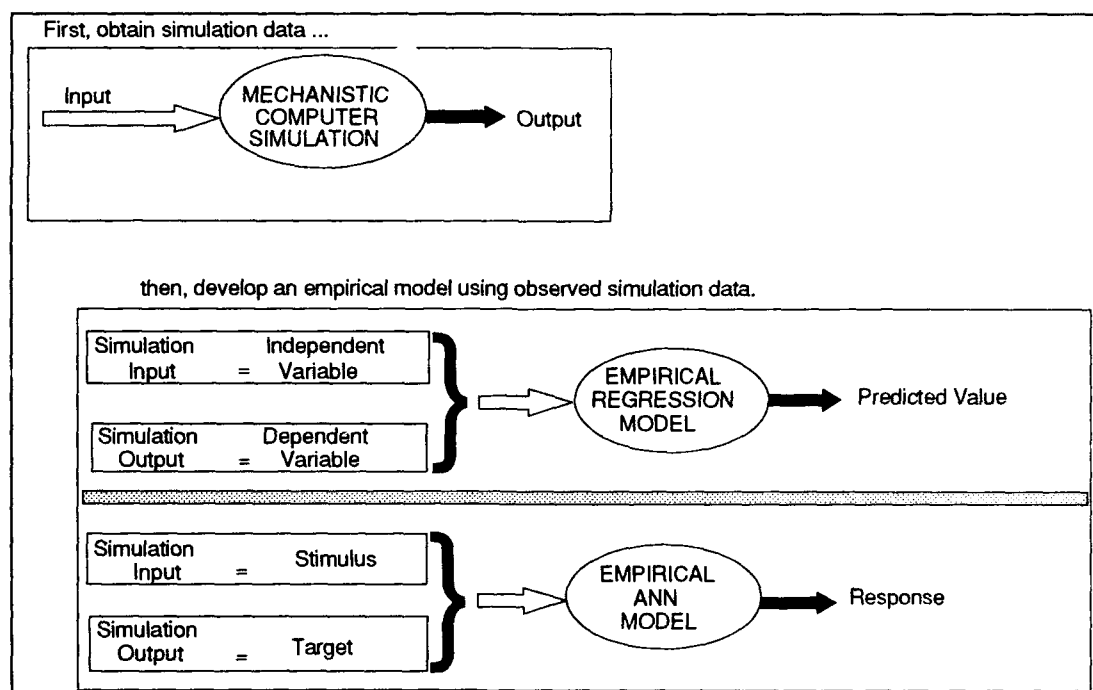 First, obtain simulation data ...
Input
MECHANISTIC
COMPUTER
SIMULATION
Output
then, develop an empirical model using observed simulation data.
Simulation Independent
Input = Variable
Simulation Dependent
Output = Variable
EMPIRICAL
REGRESSION
MODEL
Predicted Value
Simulation
Input = Stimulus
Simulation
Output = Target
EMPIRICAL
ANN
MODEL
Response